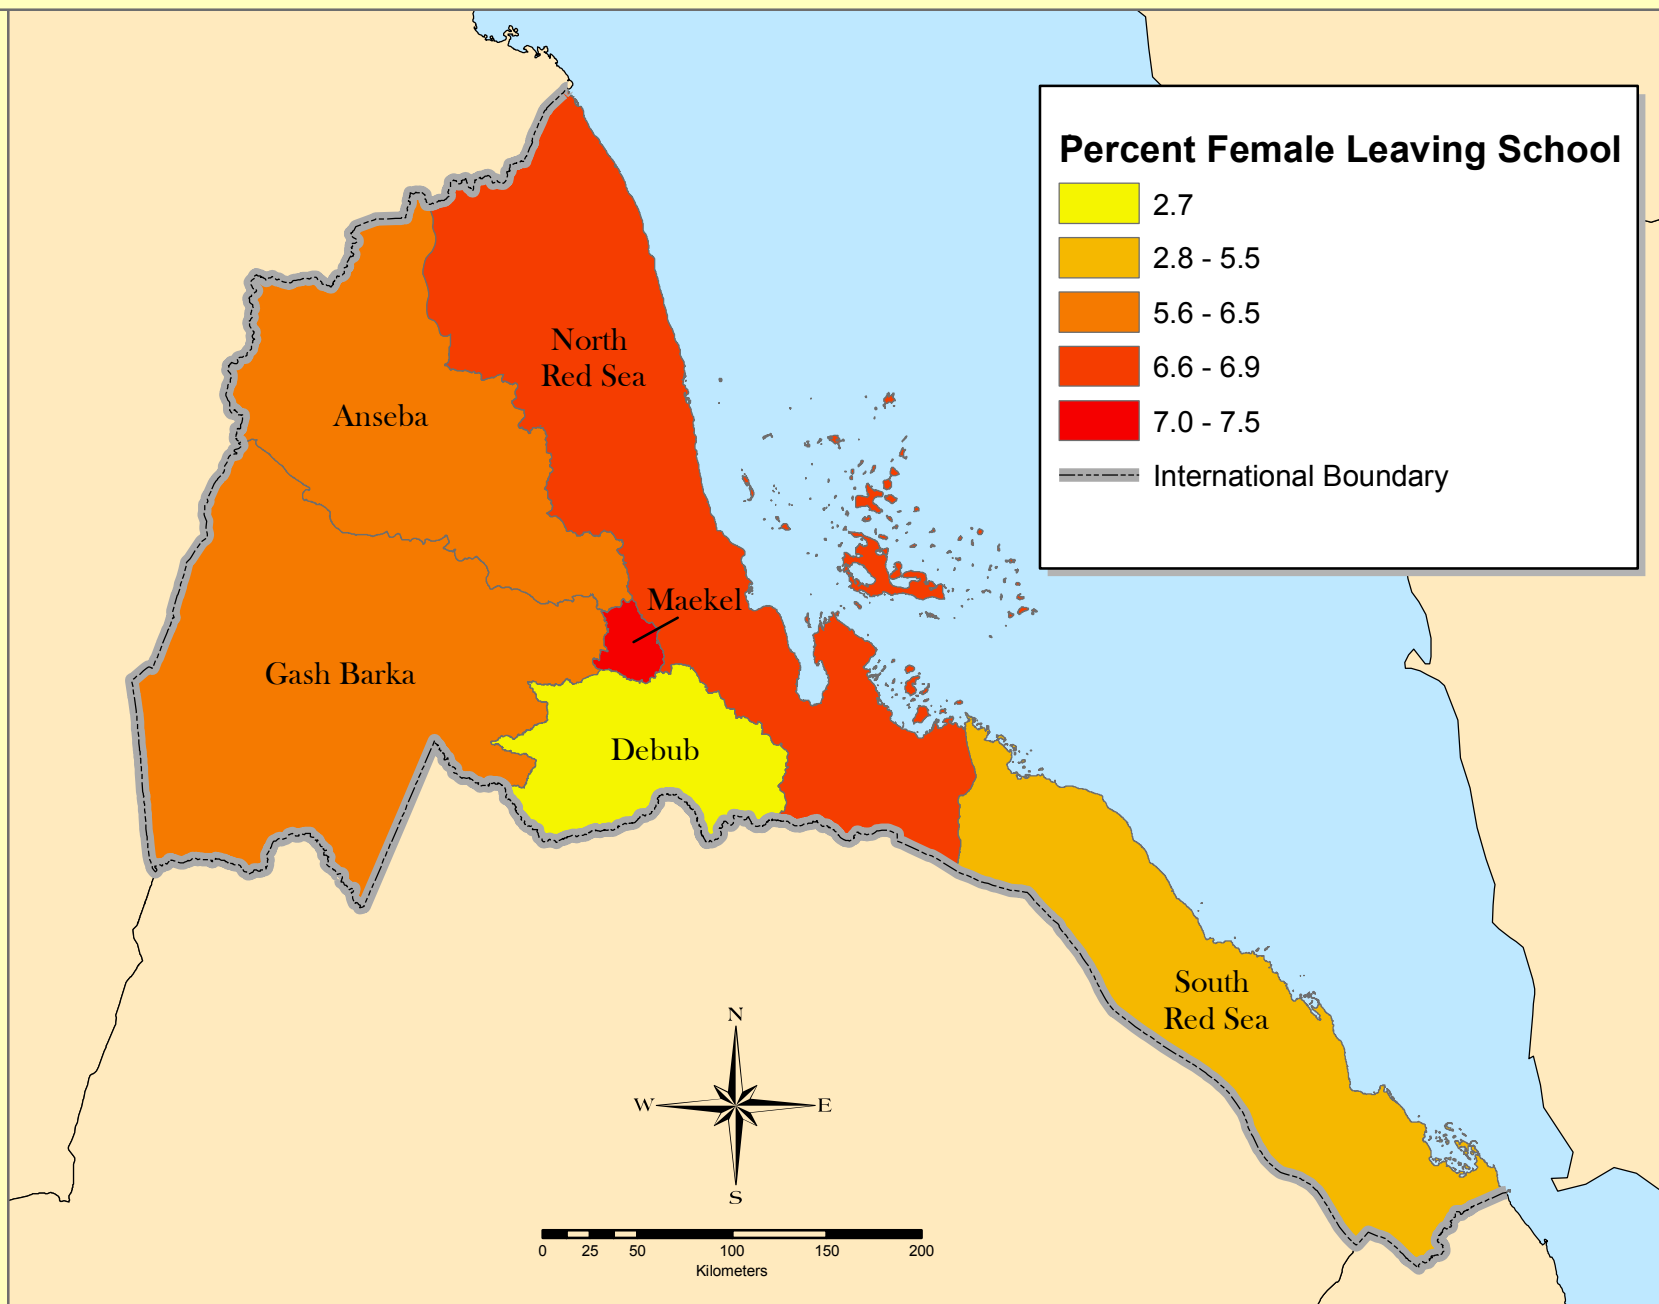 Percent Female Leaving School
2.7
2.8 - 5.5
5.6 - 6.5
6.6 - 6.9
7.0 - 7.5
International Boundary
North
Red Sea
Anseba
Maekel
Gash Barka
Debub
South
Red Sea
N
W
E
S
0 25 50 100 150 200
Kilometers